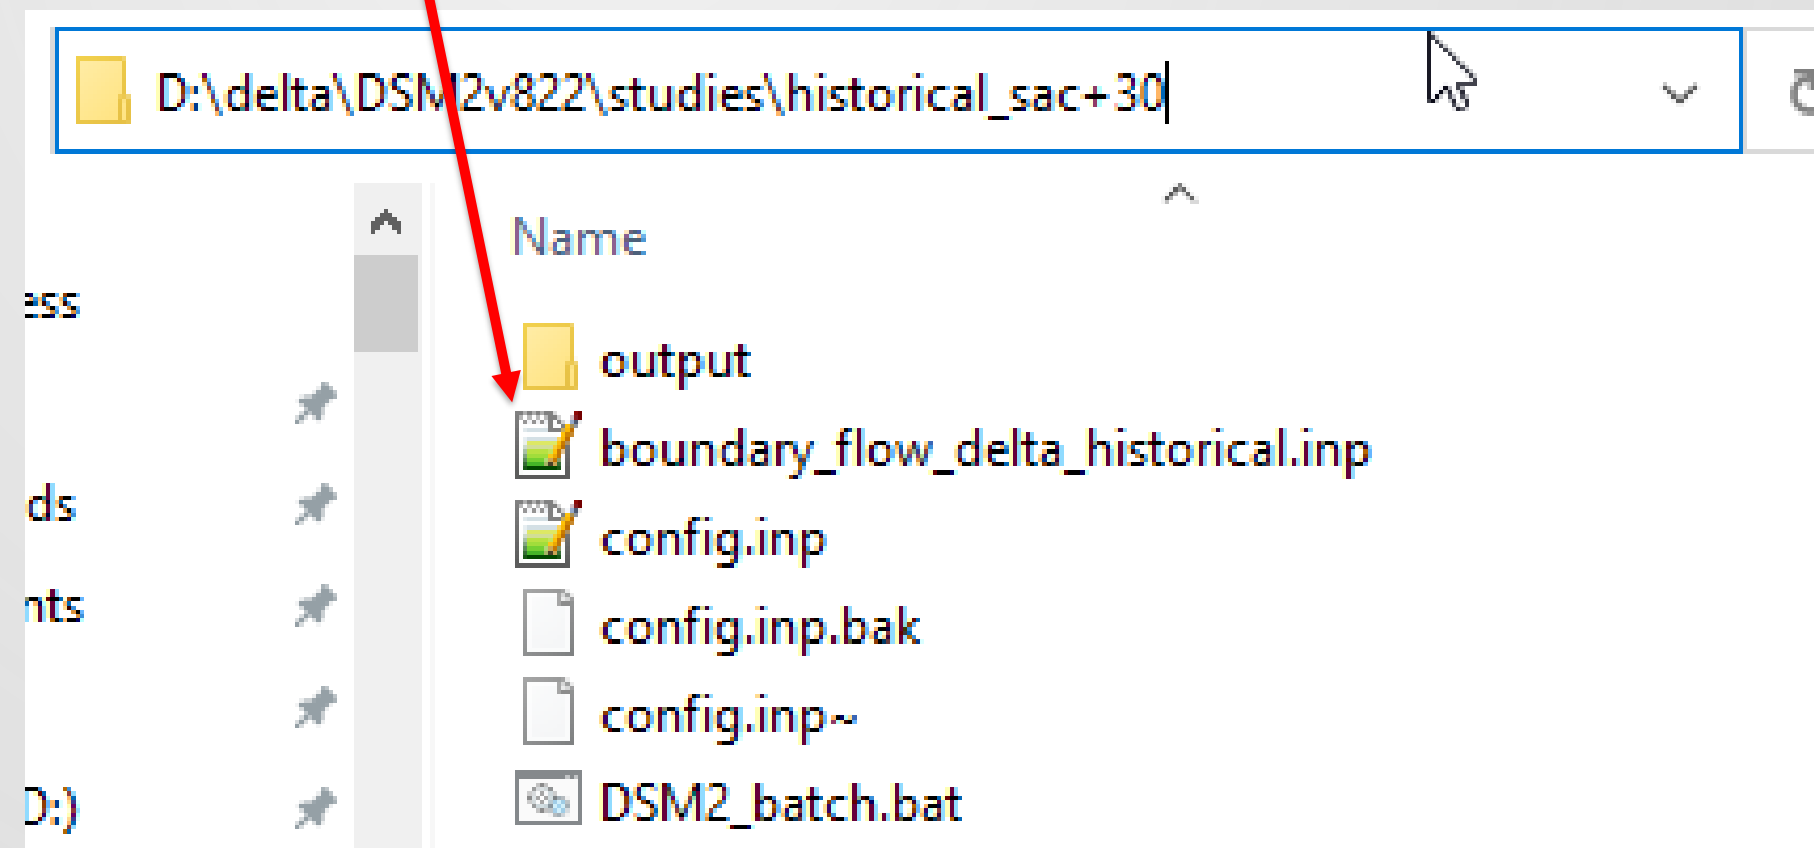 D:\delta\DSM2v822\studies\historical_sac+30
Name
ess
output
boundary_flow_delta_historical.inp
ds
config.inp
nts
config.inp.bak
config.inp~
D:)
DSM2_batch.bat